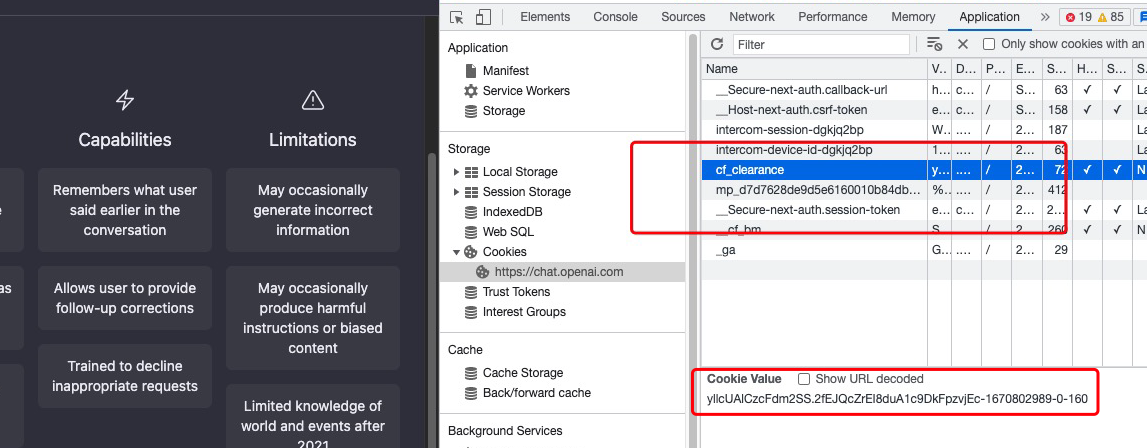 Capabilities
Limitations
Remembers what user
said earlier in the
conversation
May occasionally
generate incorrect
information
as
Allows user to provide
follow-up corrections
May occasionally
produce harmful
instructions or biased
content
Trained to decline
inappropriate requests
Limited knowledge of
world and events after
2021
Elements Console Sources Network Performance Memory Application » 19 85
Application
Manifest
Service Workers
Storage
Storage
Local Storage
Session Storage
IndexedDB
Web SQL
Cookies
https://chat.openai.com
Trust Tokens
Interest Groups
Cache
Cache Storage
Back/forward cache
Background Services
Filter Only show cookies with an
Name V... D... P... E... S... H... S... S.
__Secure-next-auth.callback-url h... c... / S... 63 ✓ ✓ La
__Host-next-auth.csrf-token e... c... / S... 158 ✓ ✓ La
intercom-session-dgkjq2bp W... .... / 2... 187 La
intercom-device-id-dgkjq2bp 1... .... / 2... 63 La
cf_clearance y... .... / 2... 72 ✓ ✓ N
mp_d7d7628de9d5e6160010b84db... %... .... / 2... 412
__Secure-next-auth.session-token e... c... / 2... 2... ✓ ✓ La
__cf_bm S... .... / 2... 260 ✓ ✓ N
_ga G... .... / 2... 29
Cookie Value Show URL decoded
yllcUAlCzcFdm2SS.2fEJQcZrEl8duA1c9DkFpzvjEc-1670802989-0-160